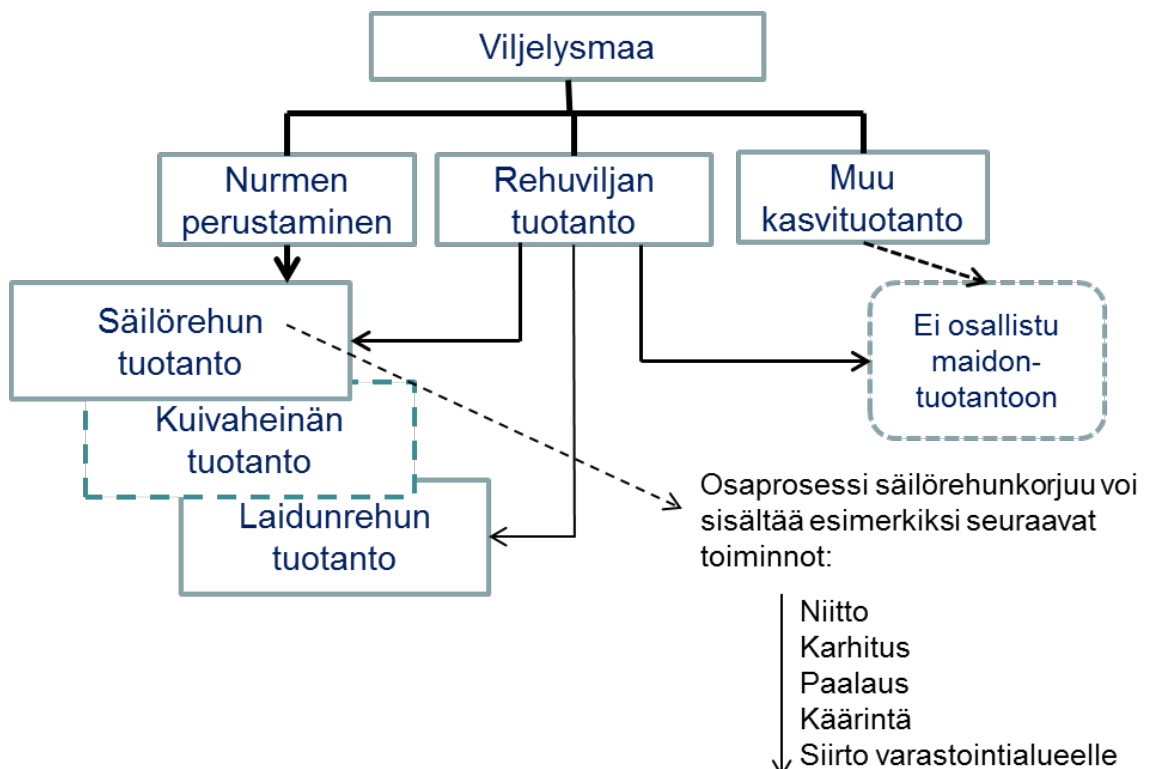 Viljelysmaa
Nurmen
perustaminen
Rehuviljan
tuotanto
Muu
kasvituotanto
Säilörehun
tuotanto
Ei osallistu
maidon-
tuotantoon
Kuivaheinän
tuotanto
Laidunrehun
tuotanto
Osaprosessi säilörehunkorjuu voi
sisältää esimerkiksi seuraavat
toiminnot:
Niitto
Karhitus
Paalaus
Käärintä
Siirto varastointialueelle